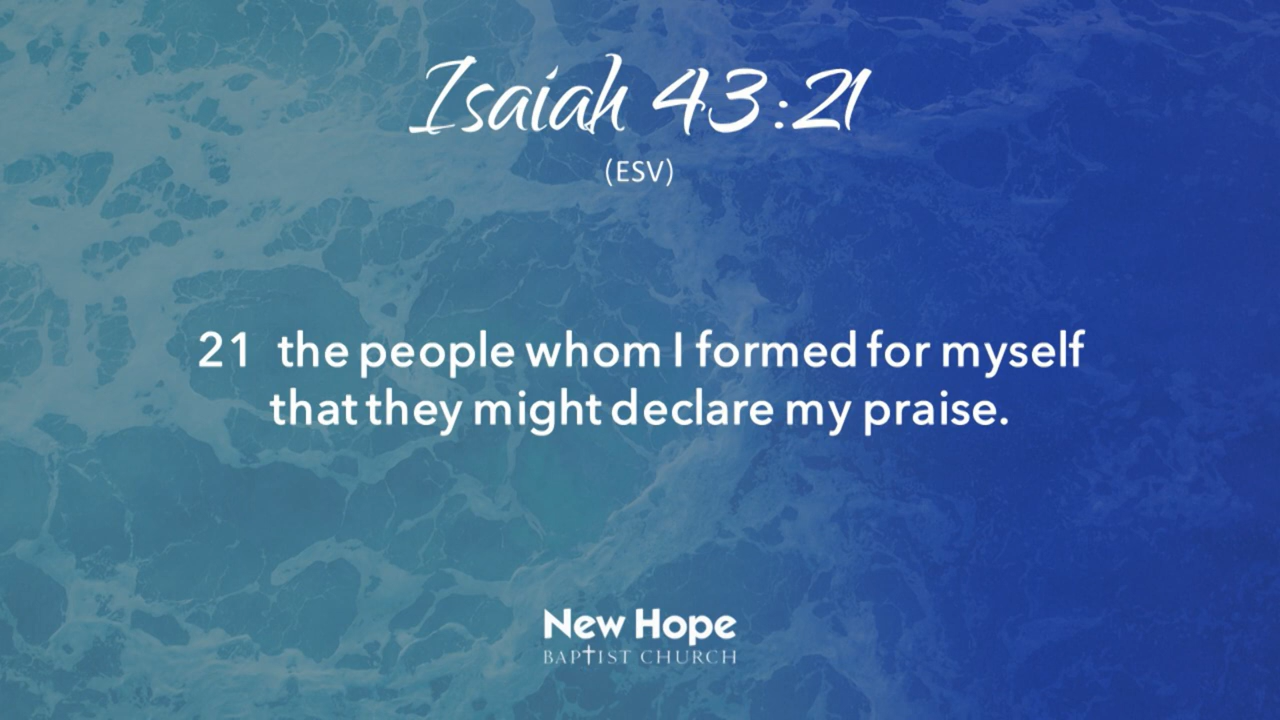 Isaiah 43:21
(ESV)
21 the people whom I formed for myself
that they might declare my praise.
New Hope
BAPTIST CHURCH